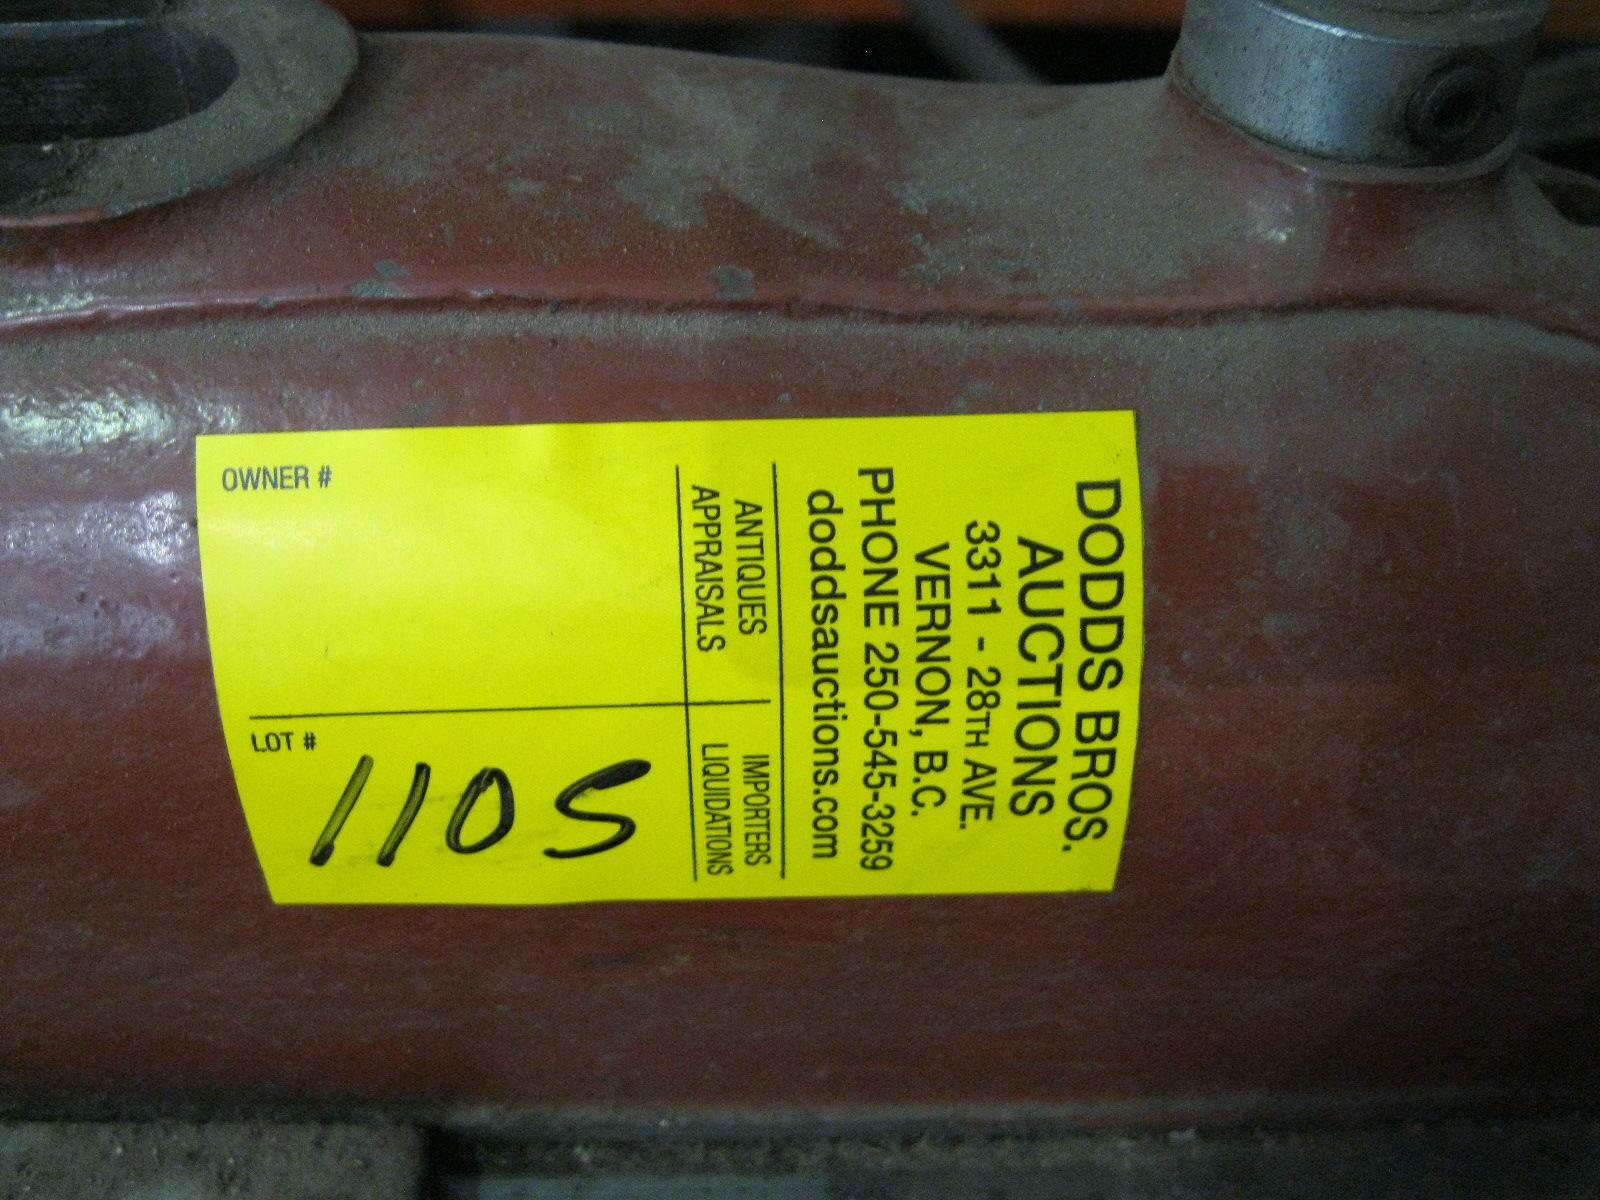 DODDS BROS.
AUCTIONS
3311 - 28TH AVE.
VERNON, B.C.
PHONE 250-545-3259
doddsauctions.com
ANTIQUES
APPRAISALS
IMPORTERS
LIQUIDATIONS
OWNER #
LOT #
1105